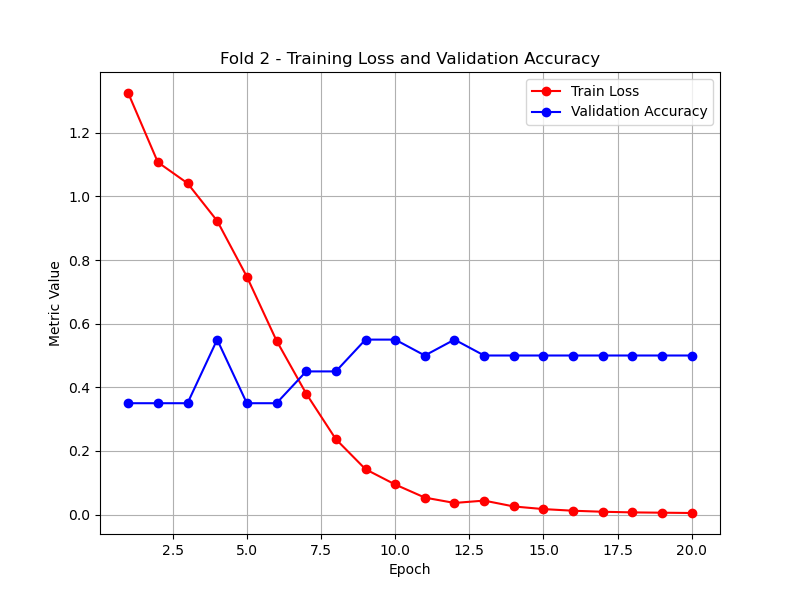 Fold 2 - Training Loss and Validation Accuracy
Train Loss
Validation Accuracy
Metric Value
1.2
1.0
0.8
0.6
0.4
0.2
0.0
2.5 5.0 7.5 10.0 12.5 15.0 17.5 20.0
Epoch